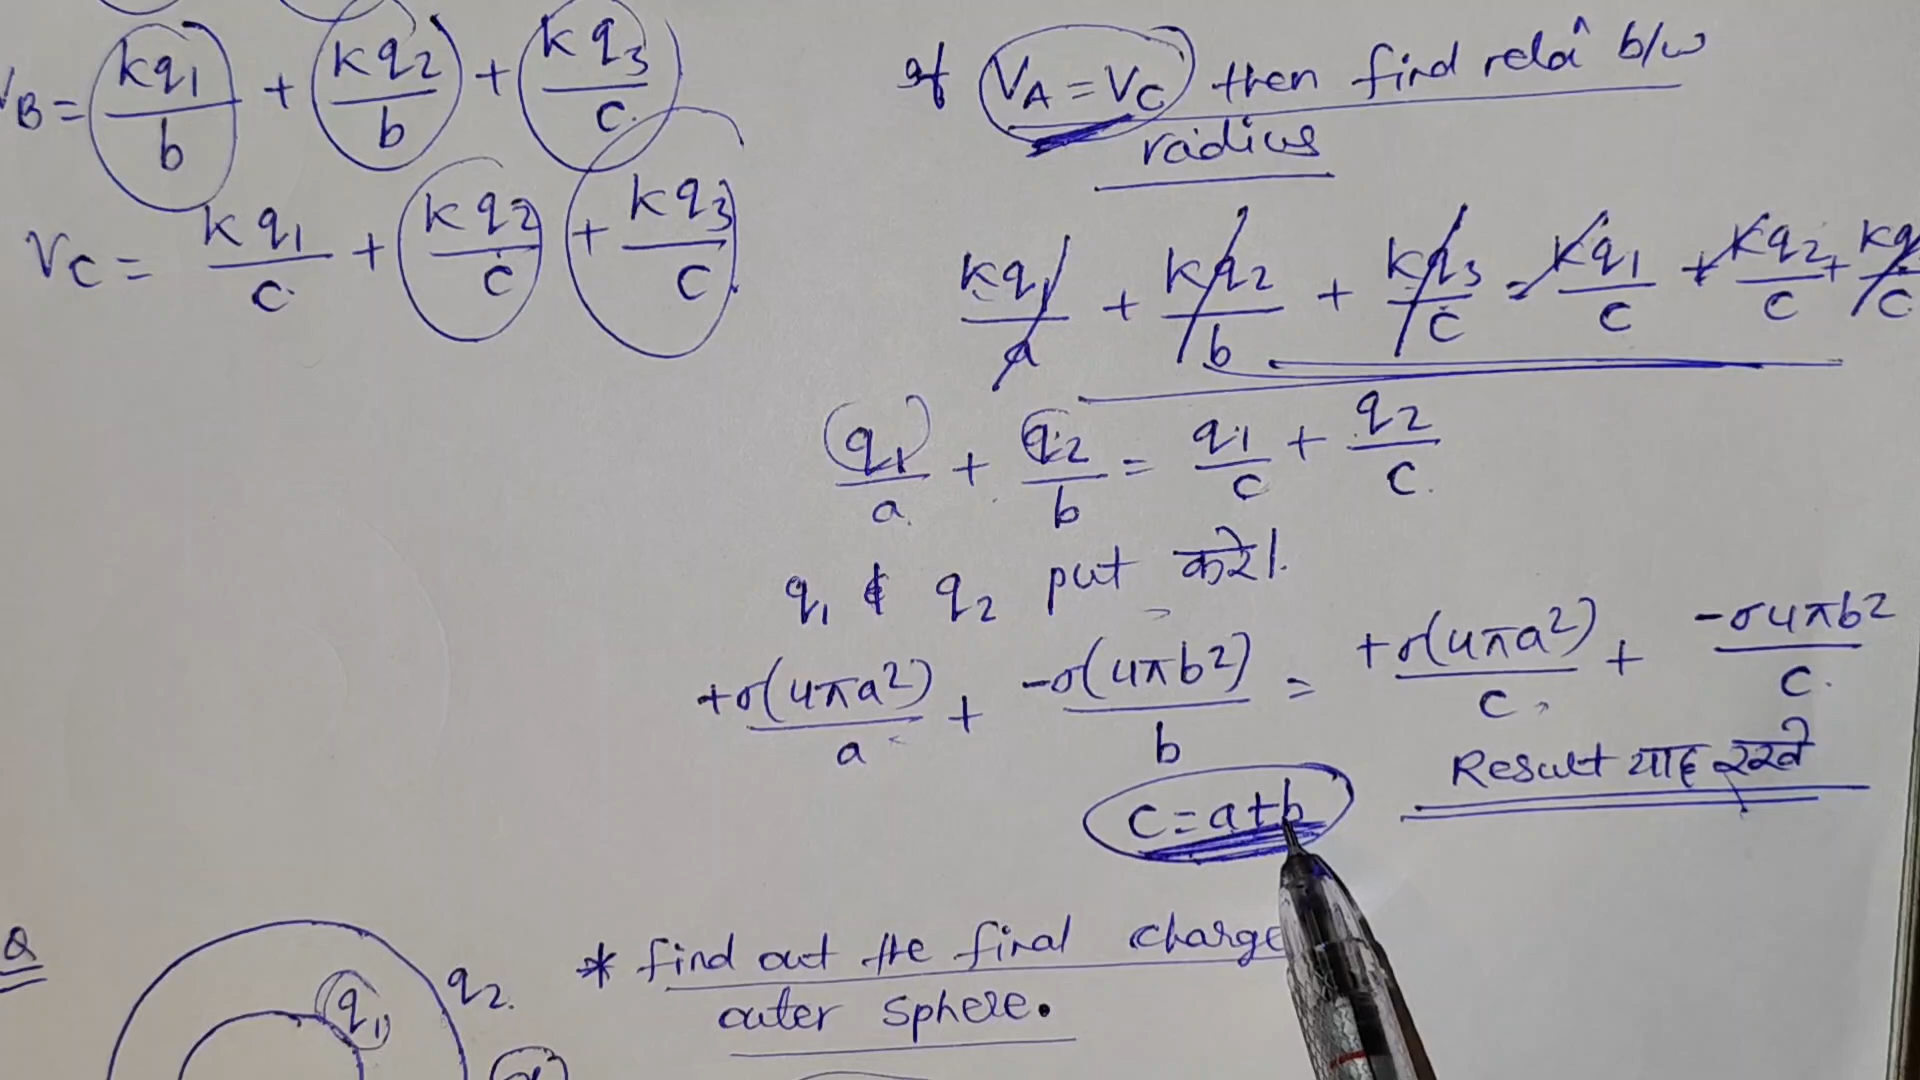 VB = kq1/b + kq2/b + kq3/c
VC = kq1/c + kq2/c + kq3/c
If VA = VC then find relan b/w
radius
kq1/a + kq2/b + kq3/c = kq1/c + kq2/c + kq/c
q1/a + q2/b = q1/c + q2/c
q1 & q2 put करे।
+σ(4πa2)/a + -σ(4πb2)/b = +σ(4πa2)/c + -σ4πb2/c
c=a+b
Result याद रखे
Q
q1
q2
* find out the final charge
outer sphere.